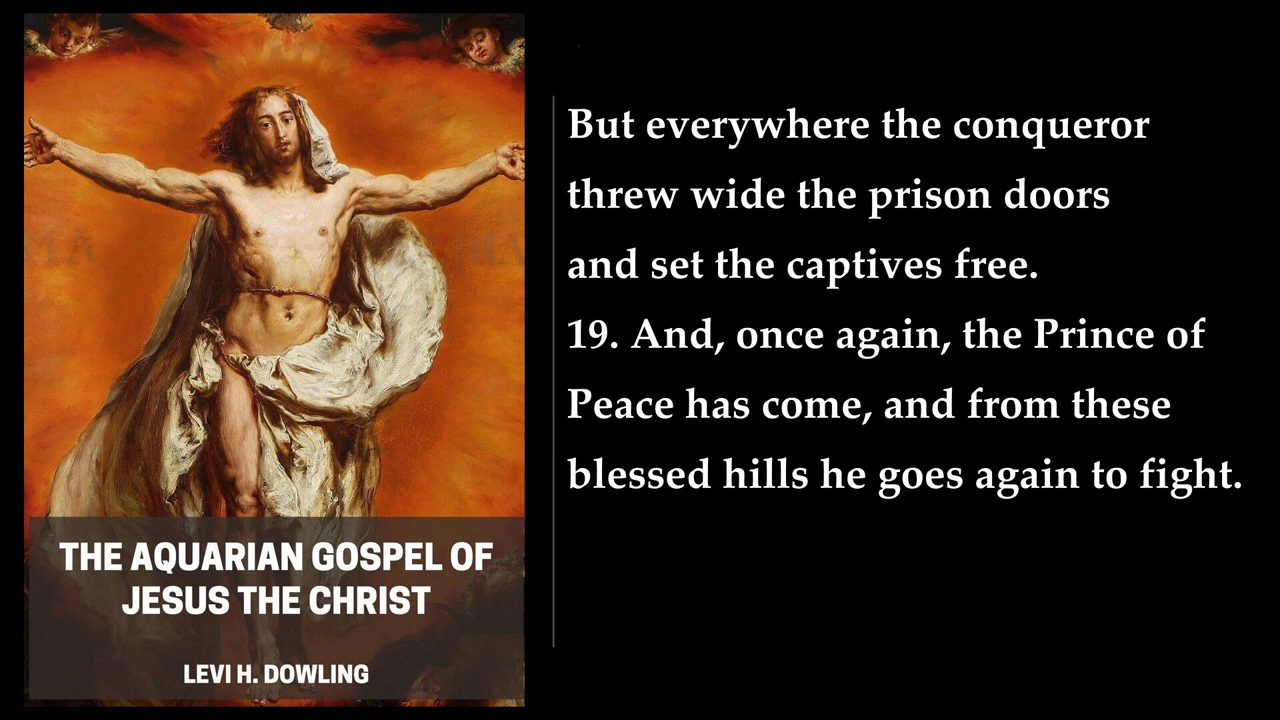 THE AQUARIAN GOSPEL OF
JESUS THE CHRIST
LEVI H. DOWLING
But everywhere the conqueror
threw wide the prison doors
and set the captives free.
19. And, once again, the Prince of
Peace has come, and from these
blessed hills he goes again to fight.